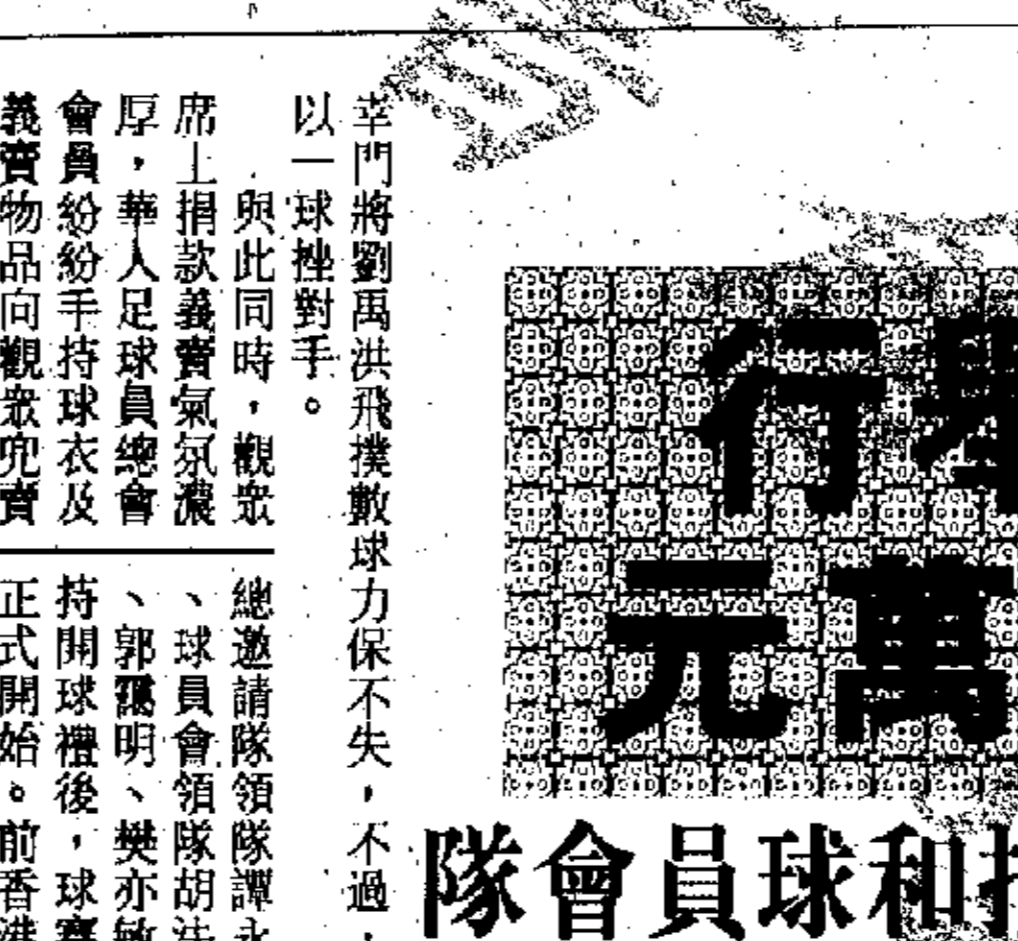 舉行
萬元
隊會員球和
幸門將劉禹洪飛撲數球力保不失，不過，
以一球挫對手。
與此同時，觀眾
席上捐款義賣氣氛濃
厚，華人足球員總會
會員紛紛手持球衣及
義賣物品向觀眾兜賣
總邀請隊領隊譚永
、球員會領隊胡法
、郭珮明、樊亦敏
持開球禮後，球賽
正式開始。前香港